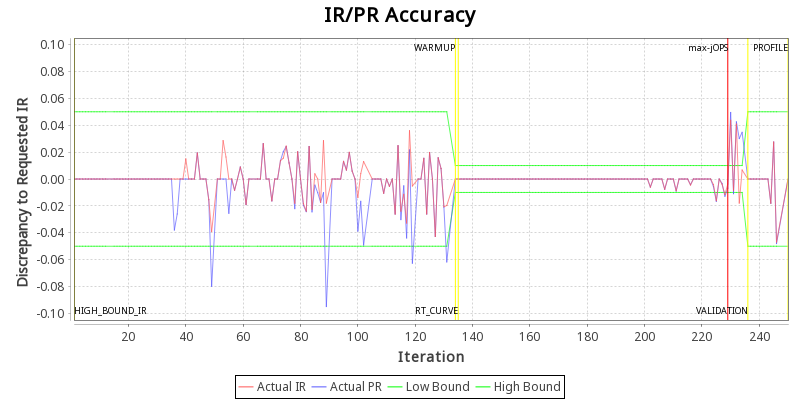 IR/PR Accuracy
Discrepancy to Requested IR
0.10
0.08
0.06
0.04
0.02
0.00
-0.02
-0.04
-0.06
-0.08
-0.10
WARMUP
max-jOPS
PROFILE
HIGH_BOUND_IR
RT_CURVE
VALIDATION
20 40 60 80 100 120 140 160 180 200 220 240
Iteration
Actual IR Actual PR Low Bound High Bound